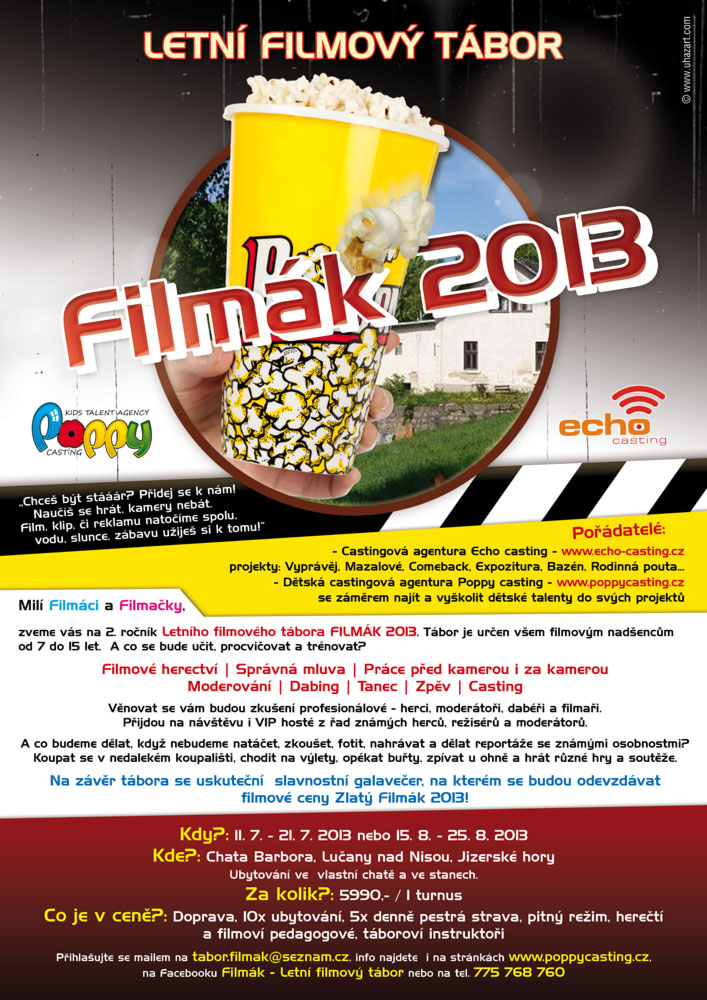 LETNÍ FILMOVÝ TÁBOR
© www.uhazart.com
Filmák 2013
KIDS TALENT AGENCY
Poppy
CASTING
echo
casting
„Chceš být stááár? Přidej se k nám!
Naučíš se hrát, kamery nebát.
Film, klip, či reklamu natočíme spolu,
vodu, slunce, zábavu užiješ si k tomu!"
Pořádatelé:
- Castingová agentura Echo casting - www.echo-casting.cz
projekty: Vyprávěj, Mazalové, Comeback, Expozitura, Bazén, Rodinná pouta...
- Dětská castingová agentura Poppy casting - www.poppycasting.cz
se záměrem najít a vyškolit dětské talenty do svých projektů
Milí Filmáci a Filmačky,
zveme vás na 2. ročník Letního filmového tábora FILMÁK 2013. Tábor je určen všem filmovým nadšencům
od 7 do 15 let. A co se bude učit, procvičovat a trénovat?
Filmové herectví | Správná mluva | Práce před kamerou i za kamerou
Moderování | Dabing | Tanec | Zpěv | Casting
Věnovat se vám budou zkušení profesionálové - herci, moderátoři, dabéři a filmaři.
Přijdou na návštěvu i VIP hosté z řad známých herců, režisérů a moderátorů.
A co budeme dělat, když nebudeme natáčet, zkoušet, fotit, nahrávat a dělat reportáže se známými osobnostmi?
Koupat se v nedalekém koupališti, chodit na výlety, opékat buřty, zpívat u ohně a hrát různé hry a soutěže.
Na závěr tábora se uskuteční slavnostní galavečer, na kterém se budou odevzdávat
filmové ceny Zlatý Filmák 2013!
Kdy?: 11. 7. - 21. 7. 2013 nebo 15. 8. - 25. 8. 2013
Kde?: Chata Barbora, Lučany nad Nisou, Jizerské hory
Ubytování ve vlastní chatě a ve stanech.
Za kolik?: 5990,- / 1 turnus
Co je v ceně?: Doprava, 10x ubytování, 5x denně pestrá strava, pitný režim, herečtí
a filmoví pedagogové, táboroví instruktoři
Přihlašujte se mailem na tabor.filmak@seznam.cz, info najdete i na stránkách www.poppycasting.cz,
na Facebooku Filmák - Letní filmový tábor nebo na tel. 775 768 760